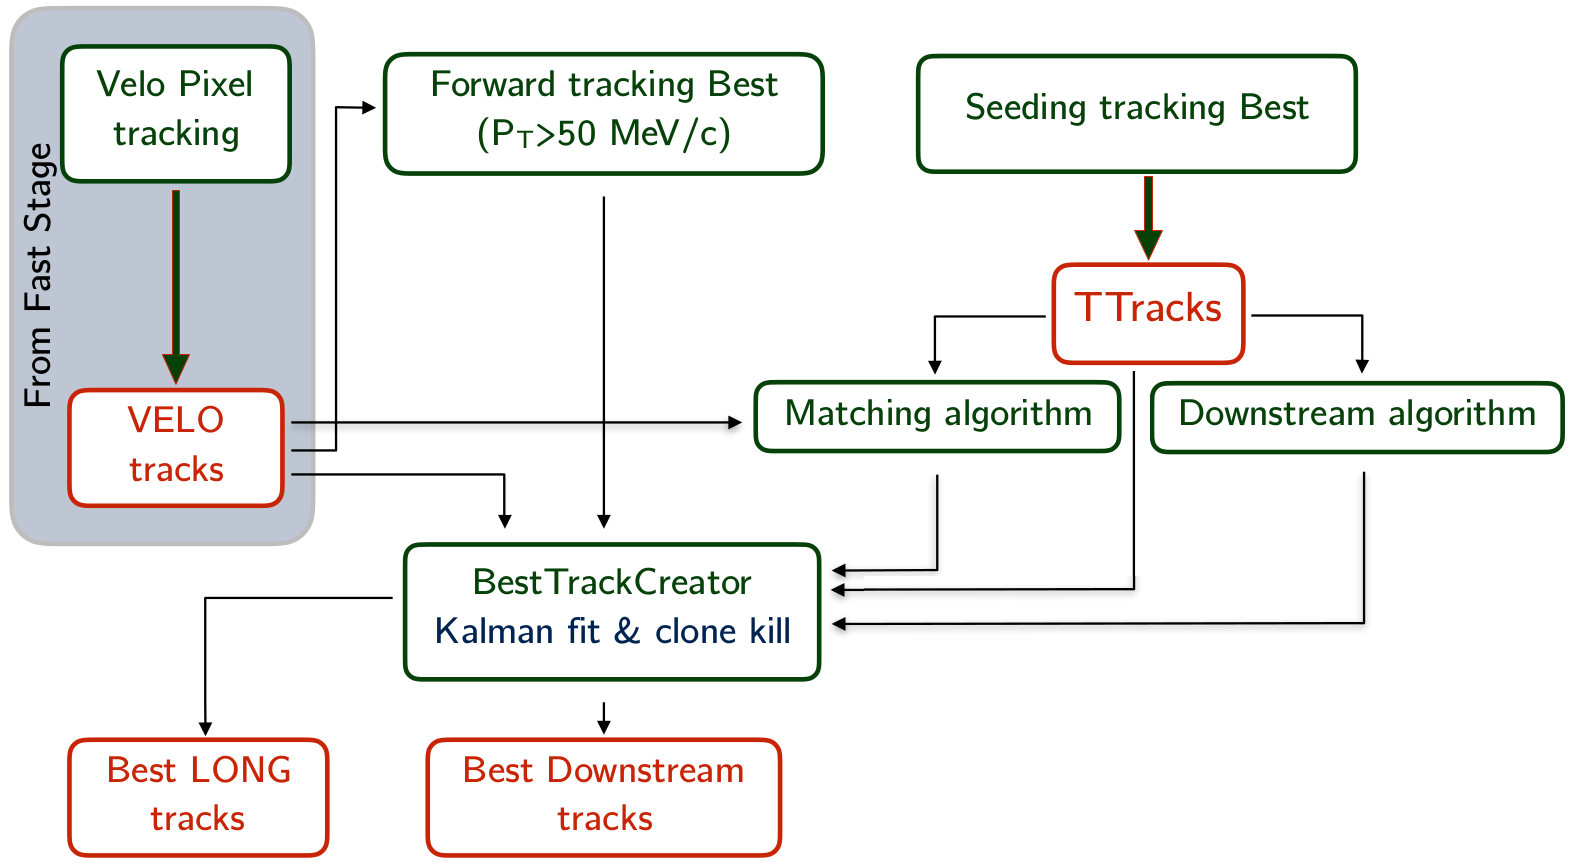 From Fast Stage
Velo Pixel
tracking
VELO
tracks
Forward tracking Best
(PT>50 MeV/c)
Seeding tracking Best
TTracks
Matching algorithm
Downstream algorithm
BestTrackCreator
Kalman fit & clone kill
Best LONG
tracks
Best Downstream
tracks